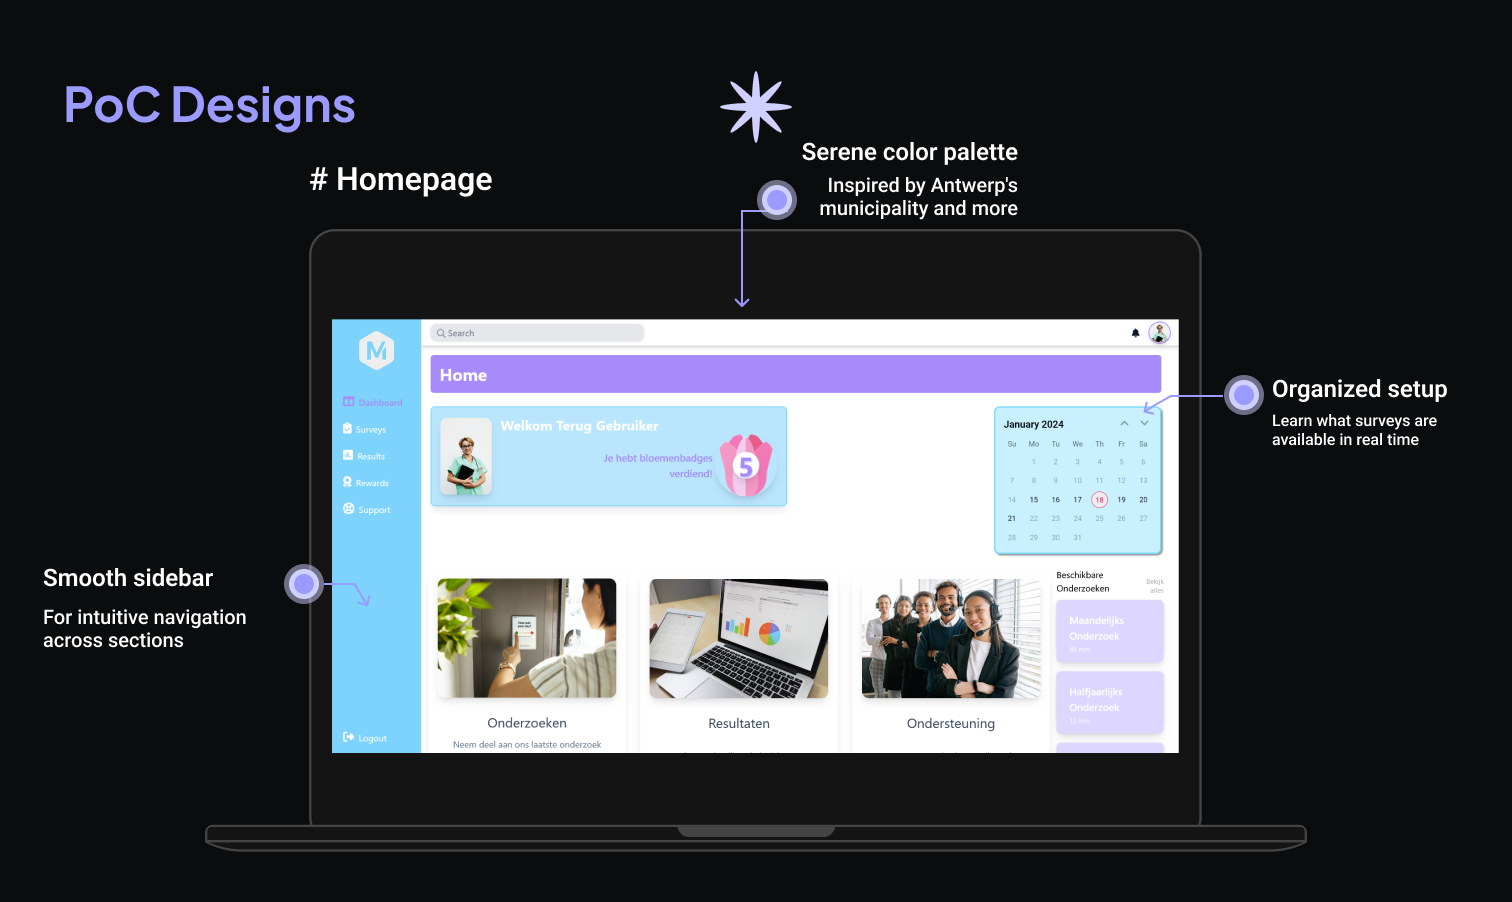 PoC Designs
# Homepage
Serene color palette
Inspired by Antwerp's
municipality and more
Organized setup
Learn what surveys are
available in real time
Smooth sidebar
For intuitive navigation
across sections
M
Dashboard
Surveys
Results
Rewards
Support
Logout
Search
Home
Welkom Terug Gebruiker
Je hebt bloemenbadges
verdiend!
5
January 2024
Su Mo Tu We Th Fr Sa
1 2 3 4 5 6
7 8 9 10 11 12 13
14 15 16 17 18 19 20
21 22 23 24 25 26 27
28 29 30 31
Onderzoeken
Neem deel aan ons laatste onderzoek
Resultaten
Ondersteuning
Beschikbare
Onderzoeken
Bekijk
alles
Maandelijks
Onderzoek
45 min.
Halfjaarlijks
Onderzoek
12 min.